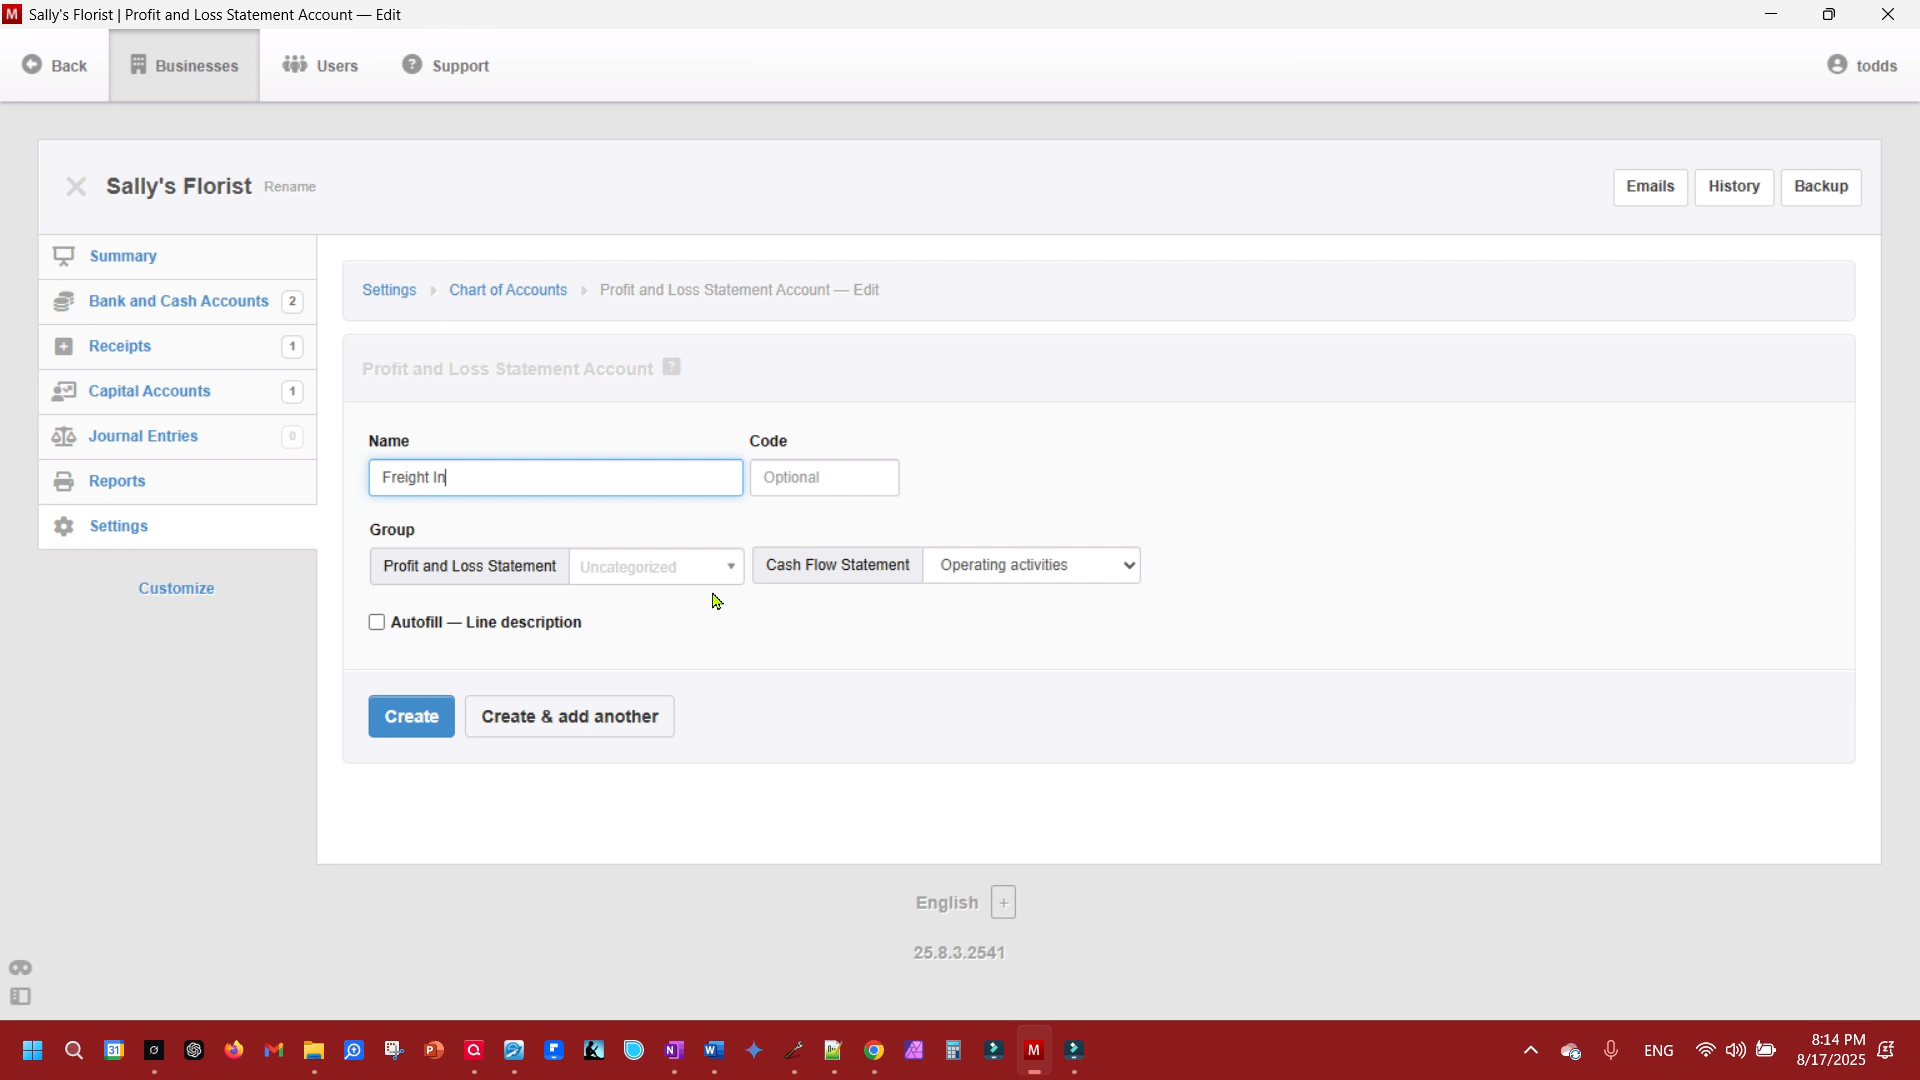 Sally's Florist | Profit and Loss Statement Account — Edit
Back
Businesses
Users
Support
todds
Sally's Florist Rename
Emails
History
Backup
Summary
Bank and Cash Accounts 2
Receipts 1
Capital Accounts 1
Journal Entries 0
Reports
Settings
Customize
Settings Chart of Accounts Profit and Loss Statement Account — Edit
Profit and Loss Statement Account ?
Name Code
Freight In Optional
Group
Profit and Loss Statement Uncategorized Cash Flow Statement Operating activities
Autofill — Line description
Create Create & add another
English +
25.8.3.2541
ENG
8:14 PM
8/17/2025